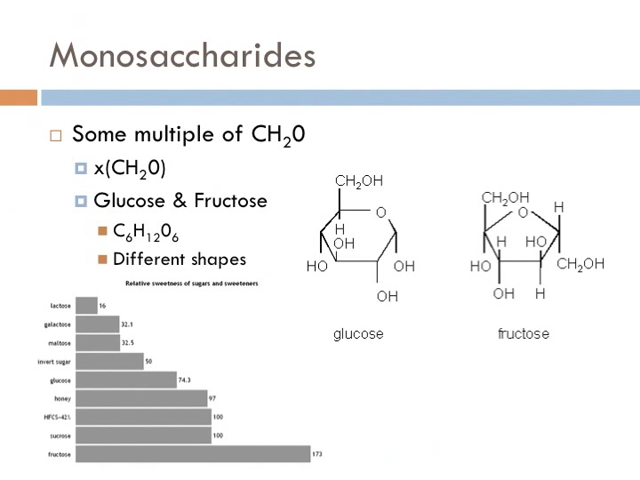 Monosaccharides
Some multiple of CH₂0
x(CH₂0)
Glucose & Fructose
C₆H₁₂0₆
Different shapes
Relative sweetness of sugars and sweeteners
lactose 16
galactose 32.1
maltose 32.5
invert sugar 50
glucose 74.3
honey 97
HFCS-42S 100
sucrose 100
fructose 173
CH₂OH
O
H
OH
HO
OH
OH
glucose
CH₂OH
O
H
H
HO
HO
CH₂OH
OH
H
fructose